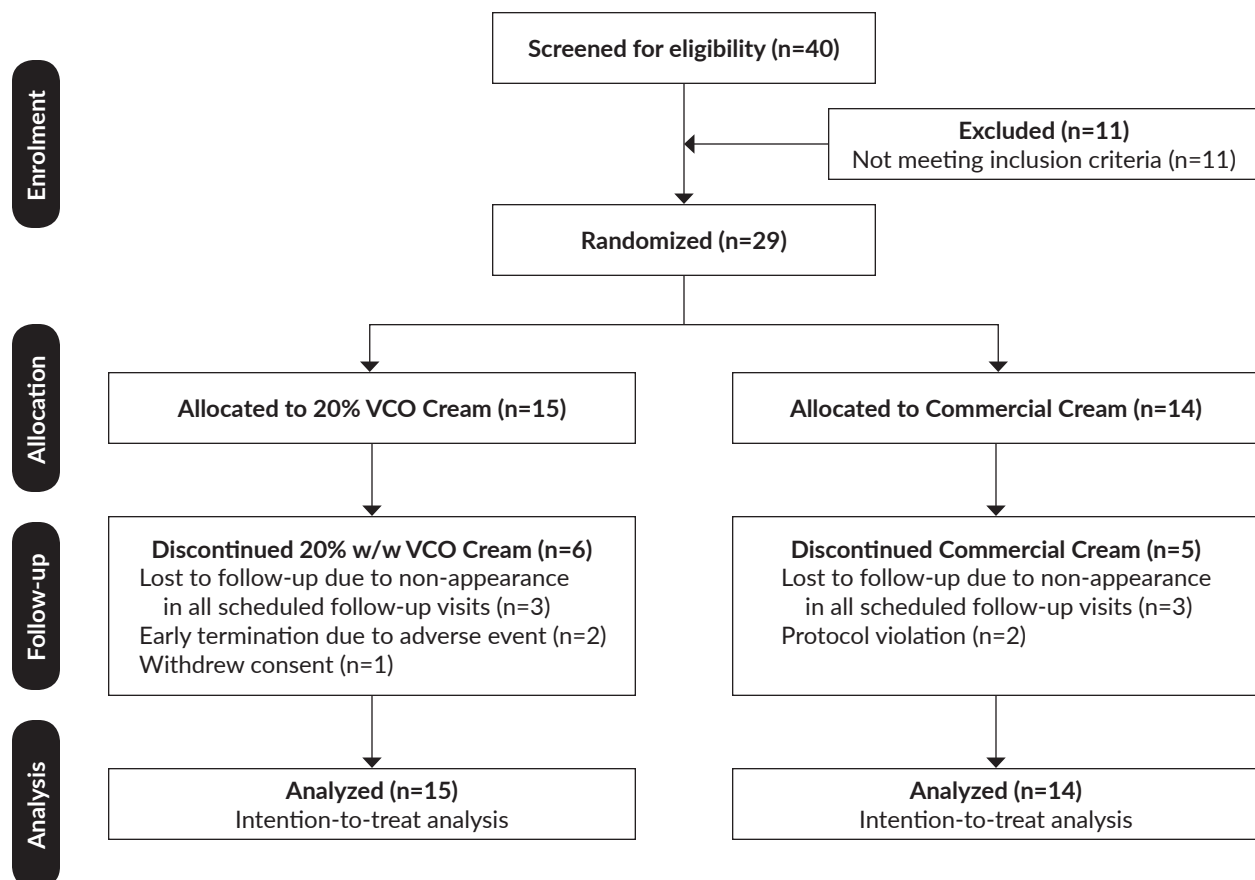 Enrolment
Screened for eligibility (n=40)
Excluded (n=11)
Not meeting inclusion criteria (n=11)
Randomized (n=29)
Allocation
Allocated to 20% VCO Cream (n=15)
Allocated to Commercial Cream (n=14)
Follow-up
Discontinued 20% w/w VCO Cream (n=6)
Lost to follow-up due to non-appearance
in all scheduled follow-up visits (n=3)
Early termination due to adverse event (n=2)
Withdrew consent (n=1)
Discontinued Commercial Cream (n=5)
Lost to follow-up due to non-appearance
in all scheduled follow-up visits (n=3)
Protocol violation (n=2)
Analysis
Analyzed (n=15)
Intention-to-treat analysis
Analyzed (n=14)
Intention-to-treat analysis